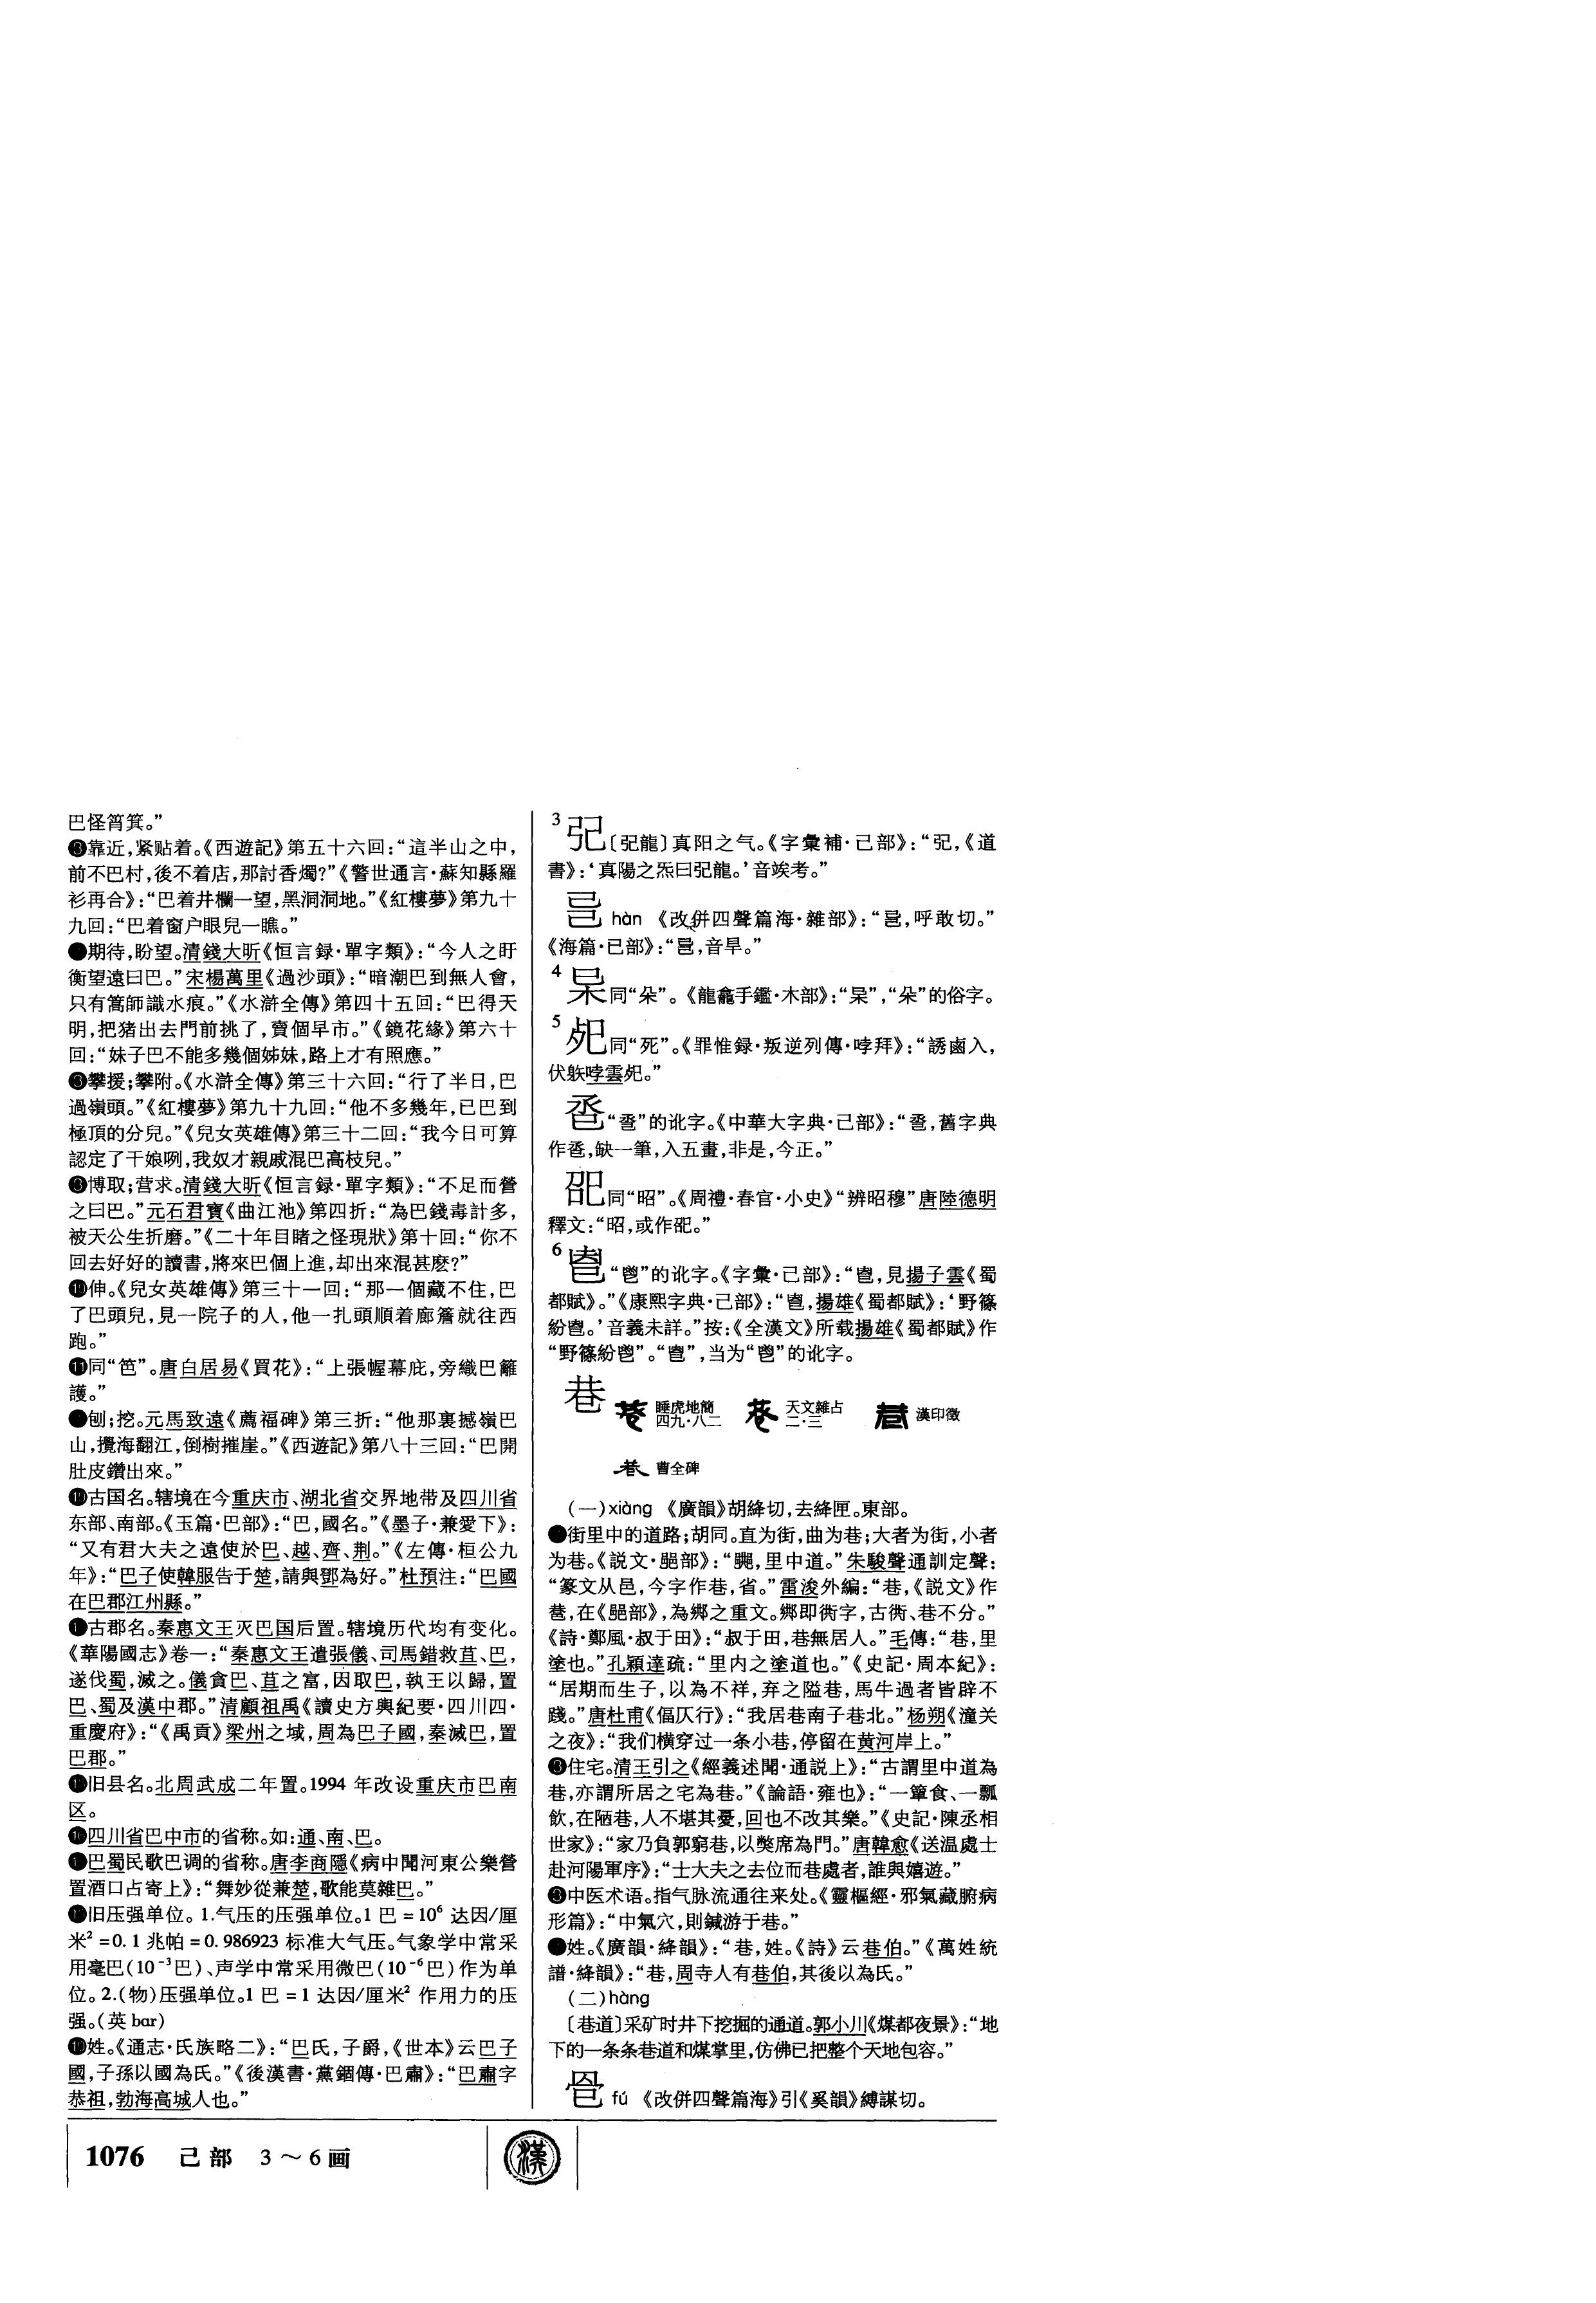 巴怪筲箕。”
靠近，紧贴着。《西遊記》第五十六回：“這半山之中，
前不巴村，後不着店，那討香燭？”《警世通言·蘇知縣羅
衫再合》：“巴着井欄一望，黑洞洞地。”《紅樓夢》第九十
九回：“巴着窗户眼兒一瞧。”
期待，盼望。清錢大昕《恒言録·單字類》：“今人之盱
衡望遠曰巴。”宋楊萬里《過沙頭》：“暗潮巴到無人會，
只有篙師識水痕。”《水滸全傳》第四十五回：“巴得天
明，把猪出去門前挑了，賣個早市。”《鏡花緣》第六十
回：“妹子巴不能多幾個姊妹，路上才有照應。”
攀援；攀附。《水滸全傳》第三十六回：“行了半日，巴
過嶺頭。”《紅樓夢》第九十九回：“他不多幾年，已巴到
極頂的分兒。”《兒女英雄傳》第三十二回：“我今日可算
認定了干娘咧，我奴才親戚混巴高枝兒。”
博取；营求。清錢大昕《恒言録·單字類》：“不足而營
之曰巴。”元石君寶《曲江池》第四折：“為巴錢毒計多，
被天公生折磨。”《二十年目睹之怪現狀》第十回：“你不
回去好好的讀書，將來巴個上進，却出來混甚麽？”
⑩伸。《兒女英雄傳》第三十一回：“那一個藏不住，巴
了巴頭兒，見一院子的人，他一扎頭順着廊簷就往西
跑。”
⑪同“笆”。唐白居易《買花》：“上張幄幕庇，旁織巴籬
護。”
刨；挖。元馬致遠《薦福碑》第三折：“他那裏撼嶺巴
山，攪海翻江，倒樹摧崖。”《西遊記》第八十三回：“巴開
肚皮鑽出來。”
古国名。辖境在今重庆市、湖北省交界地带及四川省
东部、南部。《玉篇·巴部》：“巴，國名。”《墨子·兼愛下》：
“又有君大夫之遠使於巴、越、齊、荆。”《左傳·桓公九
年》：“巴子使韓服告于楚，請與鄧為好。”杜預注：“巴國
在巴郡江州縣。”
古郡名。秦惠文王灭巴国后置。辖境历代均有变化。
《華陽國志》卷一：“秦惠文王遣張儀、司馬錯救苴、巴，
遂伐蜀，滅之。儀貪巴、苴之富，因取巴，執王以歸，置
巴、蜀及漢中郡。”清顧祖禹《讀史方輿紀要·四川四·
重慶府》：“《禹貢》梁州之域，周為巴子國，秦滅巴，置
巴郡。”
旧县名。北周武成二年置。1994 年改设重庆市巴南
区。
四川省巴中市的省称。如：通、南、巴。
巴蜀民歌巴调的省称。唐李商隱《病中聞河東公樂營
置酒口占寄上》：“舞妙從兼楚，歌能莫雜巴。”
旧压强单位。1.气压的压强单位。1 巴 = 10⁶ 达因/厘
米² = 0.1 兆帕 = 0.986923 标准大气压。气象学中常采
用毫巴(10⁻³巴)、声学中常采用微巴(10⁻⁶巴)作为单
位。2.(物)压强单位。1 巴 = 1 达因/厘米² 作用力的压
强。(英 bar)
姓。《通志·氏族略二》：“巴氏，子爵，《世本》云巴子
國，子孫以國為氏。”《後漢書·黨錮傳·巴肅》：“巴肅字
恭祖，勃海高城人也。”
3 〔龍〕真阳之气。《字彙補·己部》：“，《道
書》：‘真陽之炁曰龍。’音竢考。”
hàn 《改併四聲篇海·雜部》：“，呼敢切。”
《海篇·已部》：“，音旱。”
4 同“朵”。《龍龕手鑑·木部》：“”，“朵”的俗字。
5 同“死”。《罪惟録·叛逆列傳·哱拜》：“誘鹵入，
伏躲哱雲。”
“巹”的讹字。《中華大字典·己部》：“巹，舊字典
作，缺一筆，入五畫，非是，今正。”
同“昭”。《周禮·春官·小史》“辨昭穆”唐陸德明
釋文：“昭，或作。”
6 “”的讹字。《字彙·己部》：“，見揚子雲《蜀
都賦》。”《康熙字典·己部》：“，揚雄《蜀都賦》：‘野篠
紛。’音義未詳。”按：《全漢文》所载揚雄《蜀都賦》作
“野篠紛”。“”，当为“”的讹字。
巷 睡虎地簡四九·八二 天文雜占二·三 漢印徵
曹全碑
(一)xiàng 《廣韻》胡絳切，去絳匣。東部。
街里中的道路；胡同。直为街，曲为巷；大者为街，小者
为巷。《説文·𨛜部》：“，里中道。”朱駿聲通訓定聲：
“篆文从邑，今字作巷，省。”雷浚外編：“巷，《説文》作
，在《𨛜部》，為之重文。即衖字，古衖、巷不分。”
《詩·鄭風·叔于田》：“叔于田，巷無居人。”毛傳：“巷，里
塗也。”孔穎達疏：“里内之塗道也。”《史記·周本紀》：
“居期而生子，以為不祥，弃之隘巷，馬牛過者皆辟不
踐。”唐杜甫《偪仄行》：“我居巷南子巷北。”杨朔《潼关
之夜》：“我们横穿过一条小巷，停留在黄河岸上。”
住宅。清王引之《經義述聞·通説上》：“古謂里中道為
巷，亦謂所居之宅為巷。”《論語·雍也》：“一簞食、一瓢
飲，在陋巷，人不堪其憂，回也不改其樂。”《史記·陳丞相
世家》：“家乃負郭窮巷，以獘席為門。”唐韓愈《送温處士
赴河陽軍序》：“士大夫之去位而巷處者，誰與嬉遊。”
中医术语。指气脉流通往来处。《靈樞經·邪氣藏腑病
形篇》：“中氣穴，則鍼游于巷。”
姓。《廣韻·絳韻》：“巷，姓。《詩》云巷伯。”《萬姓統
譜·絳韻》：“巷，周寺人有巷伯，其後以為氏。”
(二)hàng
〔巷道〕采矿时井下挖掘的通道。郭小川《煤都夜景》：“地
下的一条条巷道和煤掌里，仿佛已把整个天地包容。”
fú 《改併四聲篇海》引《奚韻》縛謀切。
1076 己部 3～6画
漢